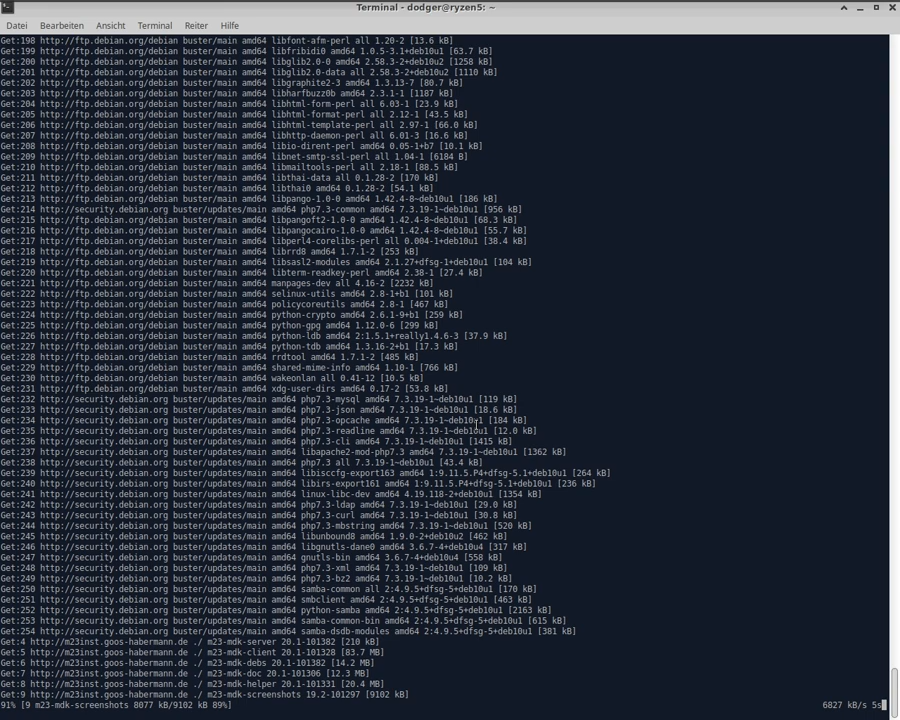 Terminal - dodger@ryzen5: ~
Datei Bearbeiten Ansicht Terminal Reiter Hilfe
Get:198 http://ftp.debian.org/debian buster/main amd64 libfont-afm-perl all 1.20-2 [13.6 kB]
Get:199 http://ftp.debian.org/debian buster/main amd64 libfribidi0 amd64 1.0.5-3.1+deb10u1 [63.7 kB]
Get:200 http://ftp.debian.org/debian buster/main amd64 libglib2.0-0 amd64 2.58.3-2+deb10u2 [1258 kB]
Get:201 http://ftp.debian.org/debian buster/main amd64 libglib2.0-data all 2.58.3-2+deb10u2 [1110 kB]
Get:202 http://ftp.debian.org/debian buster/main amd64 libgraphite2-3 amd64 1.3.13-7 [80.7 kB]
Get:203 http://ftp.debian.org/debian buster/main amd64 libharfbuzz0b amd64 2.3.1-1 [1187 kB]
Get:204 http://ftp.debian.org/debian buster/main amd64 libhtml-form-perl all 6.03-1 [23.9 kB]
Get:205 http://ftp.debian.org/debian buster/main amd64 libhtml-format-perl all 2.12-1 [43.5 kB]
Get:206 http://ftp.debian.org/debian buster/main amd64 libhtml-template-perl all 2.97-1 [66.0 kB]
Get:207 http://ftp.debian.org/debian buster/main amd64 libhttp-daemon-perl all 6.01-3 [16.6 kB]
Get:208 http://ftp.debian.org/debian buster/main amd64 libio-dirent-perl amd64 0.05-1+b7 [10.1 kB]
Get:209 http://ftp.debian.org/debian buster/main amd64 libnet-smtp-ssl-perl all 1.04-1 [6184 B]
Get:210 http://ftp.debian.org/debian buster/main amd64 libmailtools-perl all 2.18-1 [88.5 kB]
Get:211 http://ftp.debian.org/debian buster/main amd64 libthai-data all 0.1.28-2 [170 kB]
Get:212 http://ftp.debian.org/debian buster/main amd64 libthai0 amd64 0.1.28-2 [54.1 kB]
Get:213 http://ftp.debian.org/debian buster/main amd64 libpango-1.0-0 amd64 1.42.4-8~deb10u1 [186 kB]
Get:214 http://security.debian.org buster/updates/main amd64 php7.3-common amd64 7.3.19-1~deb10u1 [956 kB]
Get:215 http://ftp.debian.org/debian buster/main amd64 libpangoft2-1.0-0 amd64 1.42.4-8~deb10u1 [68.3 kB]
Get:216 http://ftp.debian.org/debian buster/main amd64 libpangocairo-1.0-0 amd64 1.42.4-8~deb10u1 [55.7 kB]
Get:217 http://ftp.debian.org/debian buster/main amd64 libperl4-corelibs-perl all 0.004-1+deb10u1 [38.4 kB]
Get:218 http://ftp.debian.org/debian buster/main amd64 librrd8 amd64 1.7.1-2 [253 kB]
Get:219 http://ftp.debian.org/debian buster/main amd64 libsasl2-modules amd64 2.1.27+dfsg-1+deb10u1 [104 kB]
Get:220 http://ftp.debian.org/debian buster/main amd64 libterm-readkey-perl amd64 2.38-1 [27.4 kB]
Get:221 http://ftp.debian.org/debian buster/main amd64 manpages-dev all 4.16-2 [2232 kB]
Get:222 http://ftp.debian.org/debian buster/main amd64 selinux-utils amd64 2.8-1+b1 [101 kB]
Get:223 http://ftp.debian.org/debian buster/main amd64 policycoreutils amd64 2.8-1 [467 kB]
Get:224 http://ftp.debian.org/debian buster/main amd64 python-crypto amd64 2.6.1-9+b1 [259 kB]
Get:225 http://ftp.debian.org/debian buster/main amd64 python-gpg amd64 1.12.0-6 [299 kB]
Get:226 http://ftp.debian.org/debian buster/main amd64 python-ldb amd64 2:1.5.1+really1.4.6-3 [37.9 kB]
Get:227 http://ftp.debian.org/debian buster/main amd64 python-tdb amd64 1.3.16-2+b1 [17.3 kB]
Get:228 http://ftp.debian.org/debian buster/main amd64 rrdtool amd64 1.7.1-2 [485 kB]
Get:229 http://ftp.debian.org/debian buster/main amd64 shared-mime-info amd64 1.10-1 [766 kB]
Get:230 http://ftp.debian.org/debian buster/main amd64 wakeonlan all 0.41-12 [10.5 kB]
Get:231 http://ftp.debian.org/debian buster/main amd64 xdg-user-dirs amd64 0.17-2 [53.8 kB]
Get:232 http://security.debian.org buster/updates/main amd64 php7.3-mysql amd64 7.3.19-1~deb10u1 [119 kB]
Get:233 http://security.debian.org buster/updates/main amd64 php7.3-json amd64 7.3.19-1~deb10u1 [18.6 kB]
Get:234 http://security.debian.org buster/updates/main amd64 php7.3-opcache amd64 7.3.19-1~deb10u1 [184 kB]
Get:235 http://security.debian.org buster/updates/main amd64 php7.3-readline amd64 7.3.19-1~deb10u1 [12.0 kB]
Get:236 http://security.debian.org buster/updates/main amd64 php7.3-cli amd64 7.3.19-1~deb10u1 [1415 kB]
Get:237 http://security.debian.org buster/updates/main amd64 libapache2-mod-php7.3 amd64 7.3.19-1~deb10u1 [1362 kB]
Get:238 http://security.debian.org buster/updates/main amd64 php7.3 all 7.3.19-1~deb10u1 [43.4 kB]
Get:239 http://security.debian.org buster/updates/main amd64 libisccfg-export163 amd64 1:9.11.5.P4+dfsg-5.1+deb10u1 [264 kB]
Get:240 http://security.debian.org buster/updates/main amd64 libirs-export161 amd64 1:9.11.5.P4+dfsg-5.1+deb10u1 [236 kB]
Get:241 http://security.debian.org buster/updates/main amd64 linux-libc-dev amd64 4.19.118-2+deb10u1 [1354 kB]
Get:242 http://security.debian.org buster/updates/main amd64 php7.3-ldap amd64 7.3.19-1~deb10u1 [29.0 kB]
Get:243 http://security.debian.org buster/updates/main amd64 php7.3-curl amd64 7.3.19-1~deb10u1 [30.8 kB]
Get:244 http://security.debian.org buster/updates/main amd64 php7.3-mbstring amd64 7.3.19-1~deb10u1 [520 kB]
Get:245 http://security.debian.org buster/updates/main amd64 libunbound8 amd64 1.9.0-2+deb10u2 [462 kB]
Get:246 http://security.debian.org buster/updates/main amd64 libgnutls-dane0 amd64 3.6.7-4+deb10u4 [317 kB]
Get:247 http://security.debian.org buster/updates/main amd64 gnutls-bin amd64 3.6.7-4+deb10u4 [558 kB]
Get:248 http://security.debian.org buster/updates/main amd64 php7.3-xml amd64 7.3.19-1~deb10u1 [109 kB]
Get:249 http://security.debian.org buster/updates/main amd64 php7.3-bz2 amd64 7.3.19-1~deb10u1 [10.2 kB]
Get:250 http://security.debian.org buster/updates/main amd64 samba-common all 2:4.9.5+dfsg-5+deb10u1 [170 kB]
Get:251 http://security.debian.org buster/updates/main amd64 smbclient amd64 2:4.9.5+dfsg-5+deb10u1 [463 kB]
Get:252 http://security.debian.org buster/updates/main amd64 python-samba amd64 2:4.9.5+dfsg-5+deb10u1 [2163 kB]
Get:253 http://security.debian.org buster/updates/main amd64 samba-common-bin amd64 2:4.9.5+dfsg-5+deb10u1 [615 kB]
Get:254 http://security.debian.org buster/updates/main amd64 samba-dsdb-modules amd64 2:4.9.5+dfsg-5+deb10u1 [381 kB]
Get:4 http://m23inst.goos-habermann.de ./ m23-mdk-server 20.1-101382 [210 kB]
Get:5 http://m23inst.goos-habermann.de ./ m23-mdk-client 20.1-101328 [83.7 MB]
Get:6 http://m23inst.goos-habermann.de ./ m23-mdk-debs 20.1-101382 [14.2 MB]
Get:7 http://m23inst.goos-habermann.de ./ m23-mdk-doc 20.1-101306 [12.3 MB]
Get:8 http://m23inst.goos-habermann.de ./ m23-mdk-helper 20.1-101331 [20.4 MB]
Get:9 http://m23inst.goos-habermann.de ./ m23-mdk-screenshots 19.2-101297 [9102 kB]
91% [9 m23-mdk-screenshots 8077 kB/9102 kB 89%] 6827 kB/s 5s